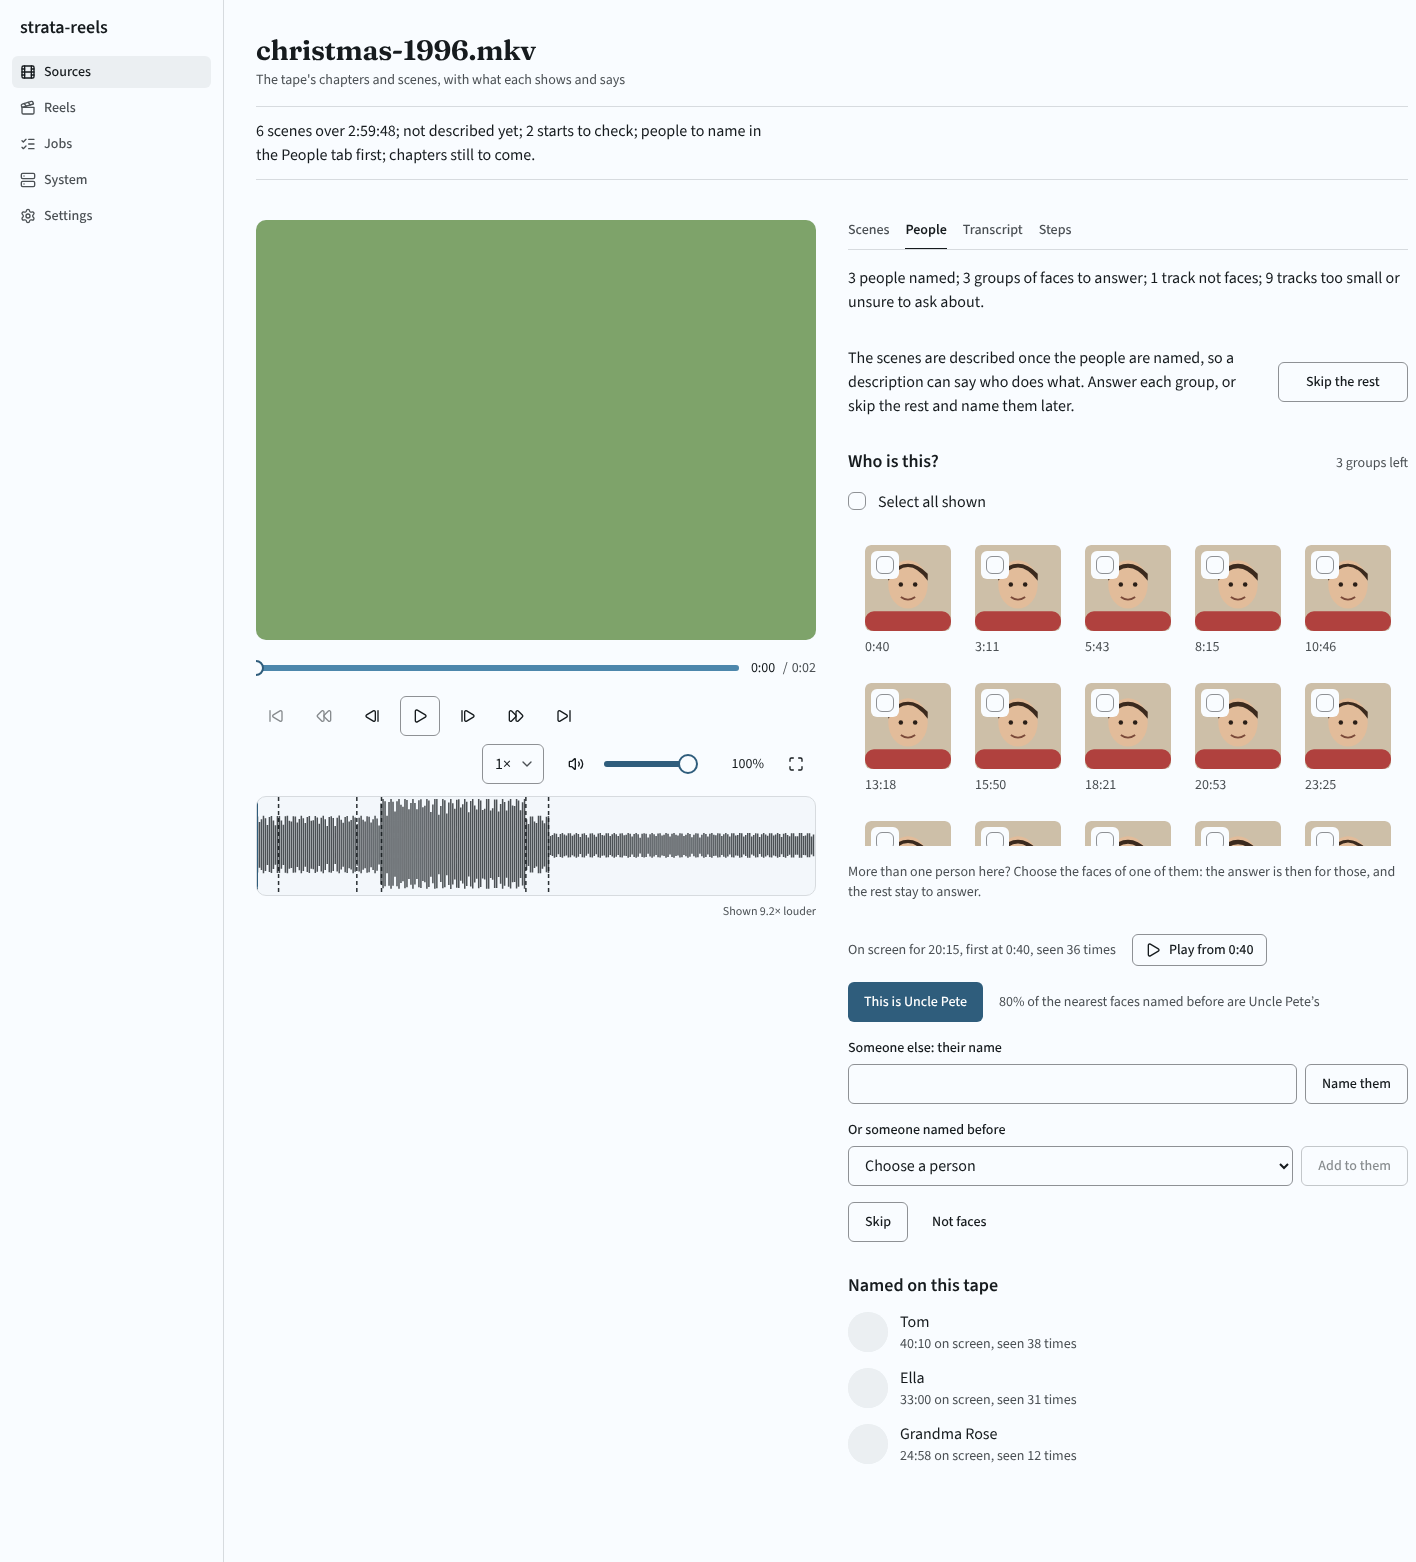 strata-reels
Sources
Reels
Jobs
System
Settings
christmas-1996.mkv
The tape's chapters and scenes, with what each shows and says
6 scenes over 2:59:48; not described yet; 2 starts to check; people to name in
the People tab first; chapters still to come.
0:00 / 0:02
1×
100%
Shown 9.2× louder
Scenes People Transcript Steps
3 people named; 3 groups of faces to answer; 1 track not faces; 9 tracks too small or
unsure to ask about.
The scenes are described once the people are named, so a
description can say who does what. Answer each group, or
skip the rest and name them later.
Skip the rest
Who is this?
3 groups left
Select all shown
0:40 3:11 5:43 8:15 10:46
13:18 15:50 18:21 20:53 23:25
More than one person here? Choose the faces of one of them: the answer is then for those, and
the rest stay to answer.
On screen for 20:15, first at 0:40, seen 36 times
Play from 0:40
This is Uncle Pete
80% of the nearest faces named before are Uncle Pete's
Someone else: their name
Name them
Or someone named before
Choose a person
Add to them
Skip
Not faces
Named on this tape
Tom
40:10 on screen, seen 38 times
Ella
33:00 on screen, seen 31 times
Grandma Rose
24:58 on screen, seen 12 times